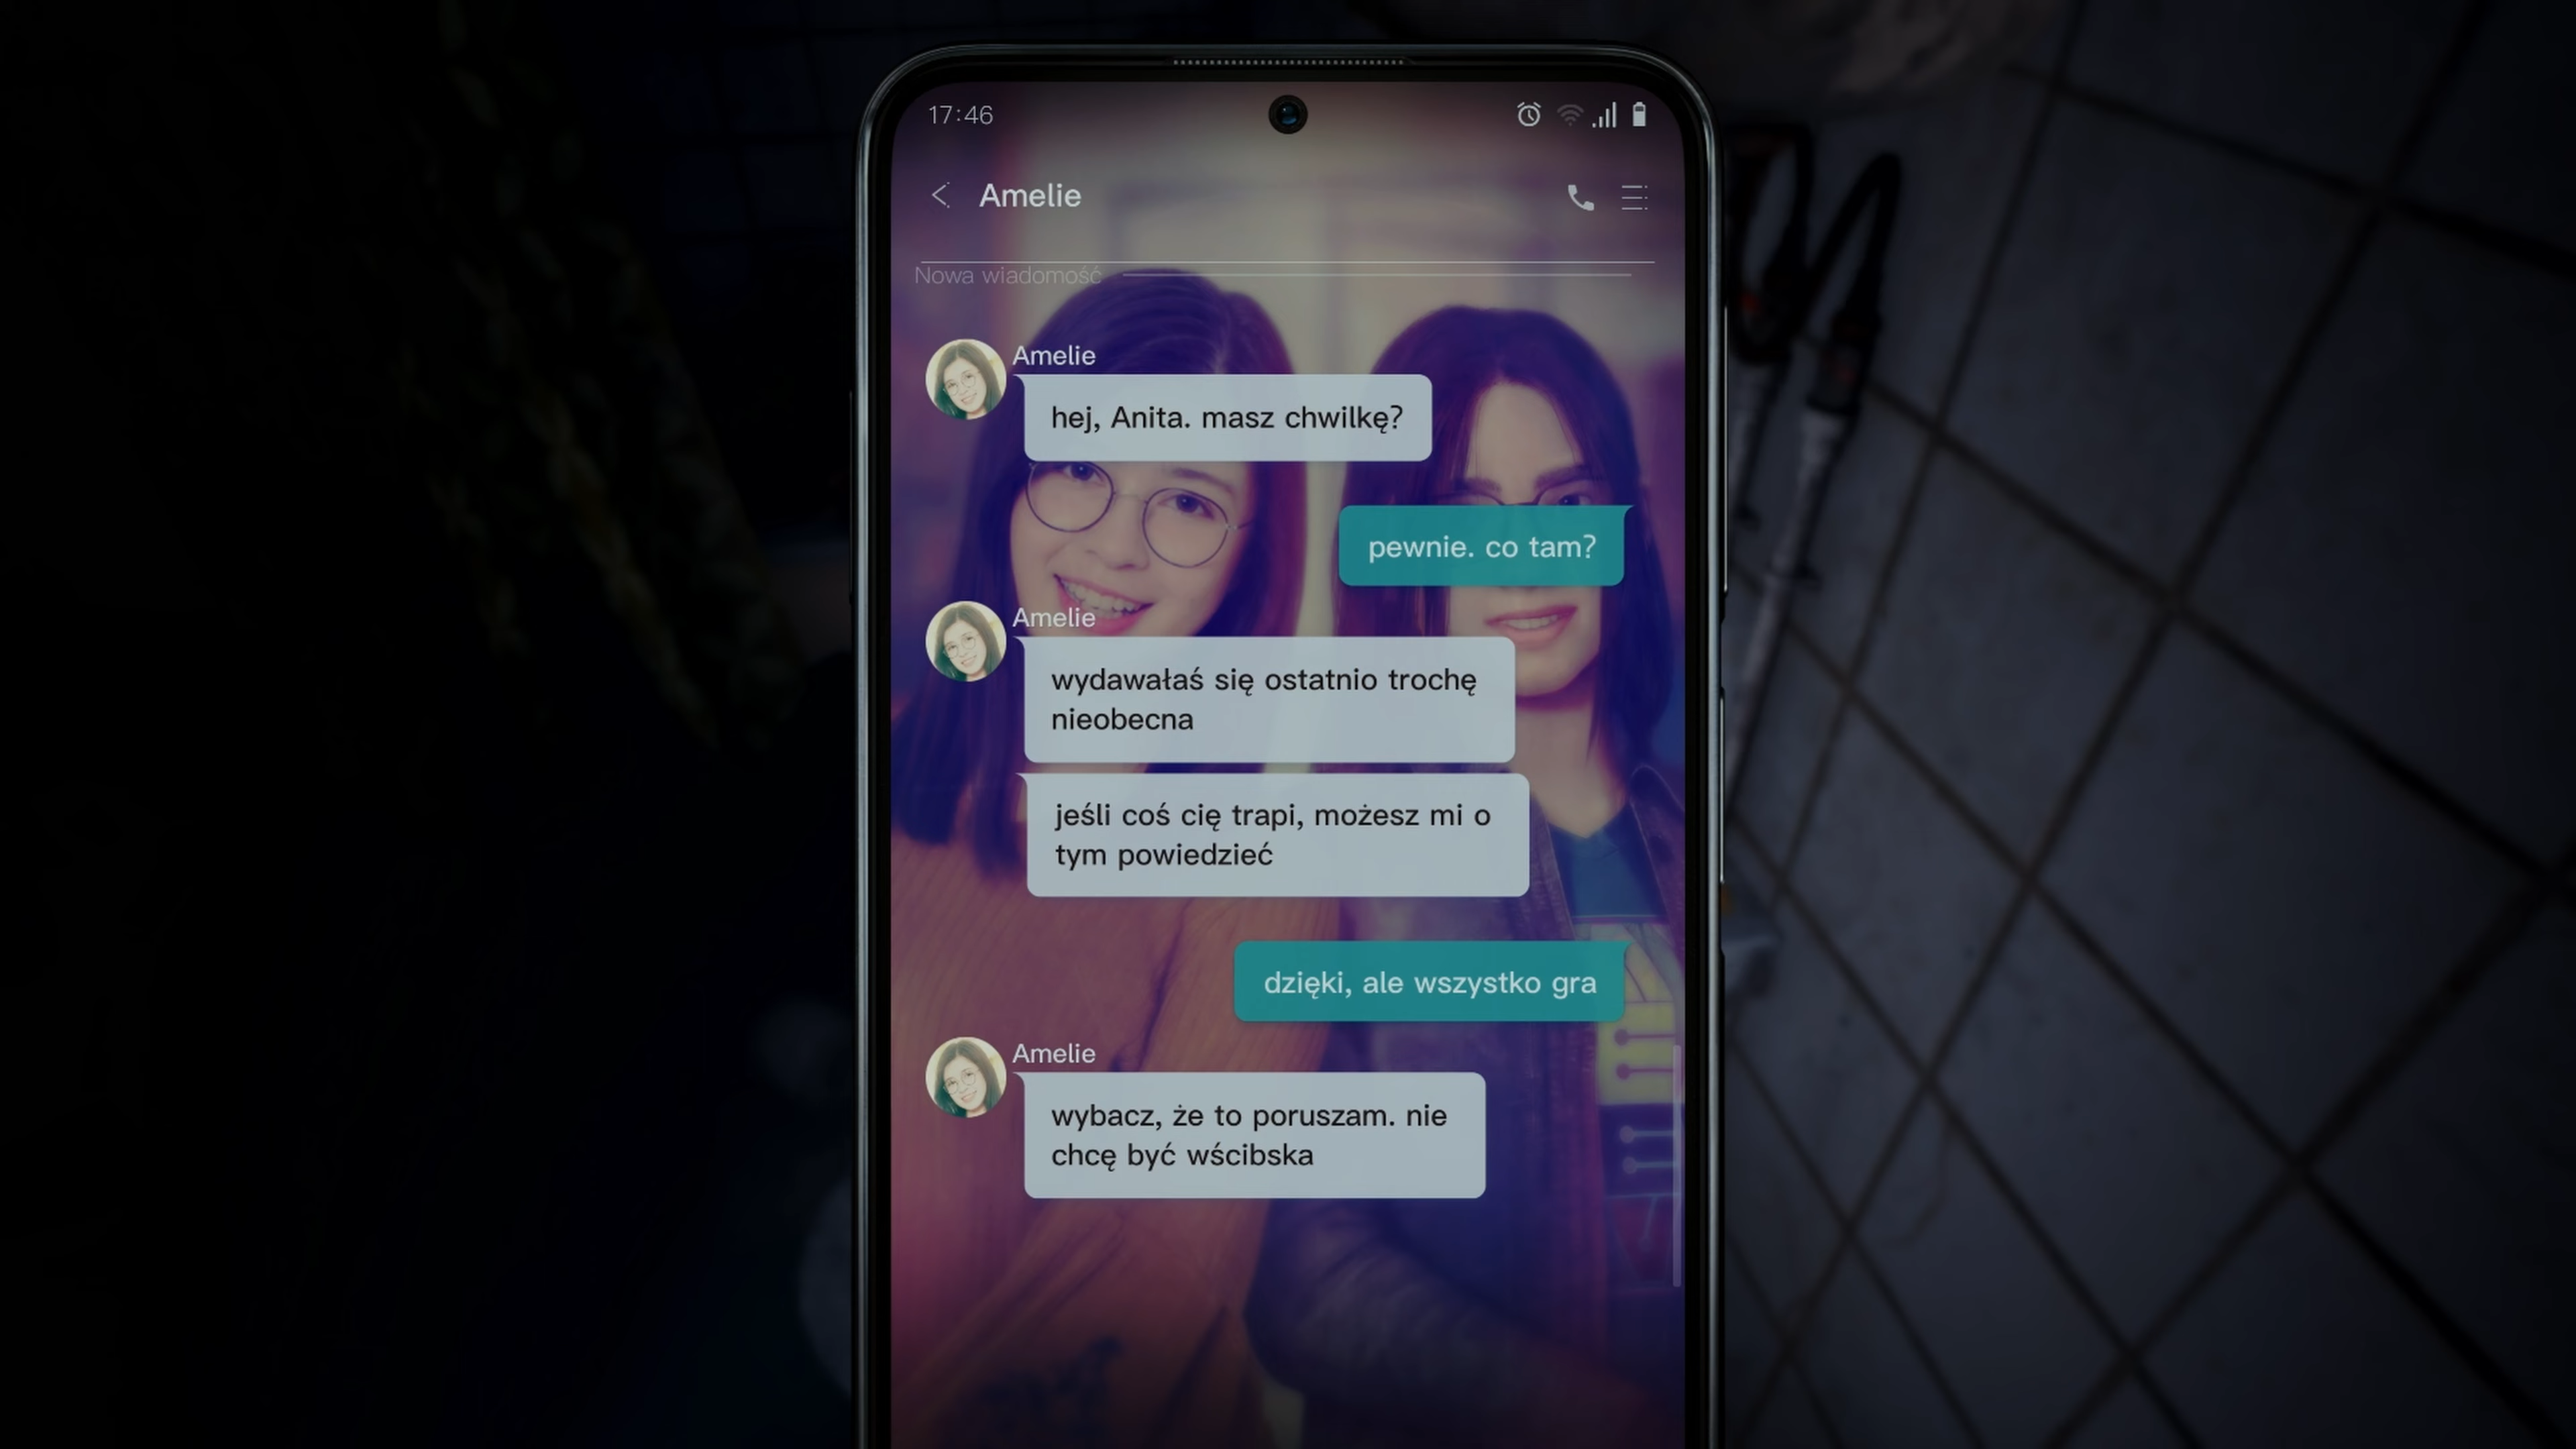 17:46
Amelie
Nowa wiadomość
Amelie
hej, Anita. masz chwilkę?
pewnie. co tam?
Amelie
wydawałaś się ostatnio trochę
nieobecna
jeśli coś cię trapi, możesz mi o
tym powiedzieć
dzięki, ale wszystko gra
Amelie
wybacz, że to poruszam. nie
chcę być wścibska